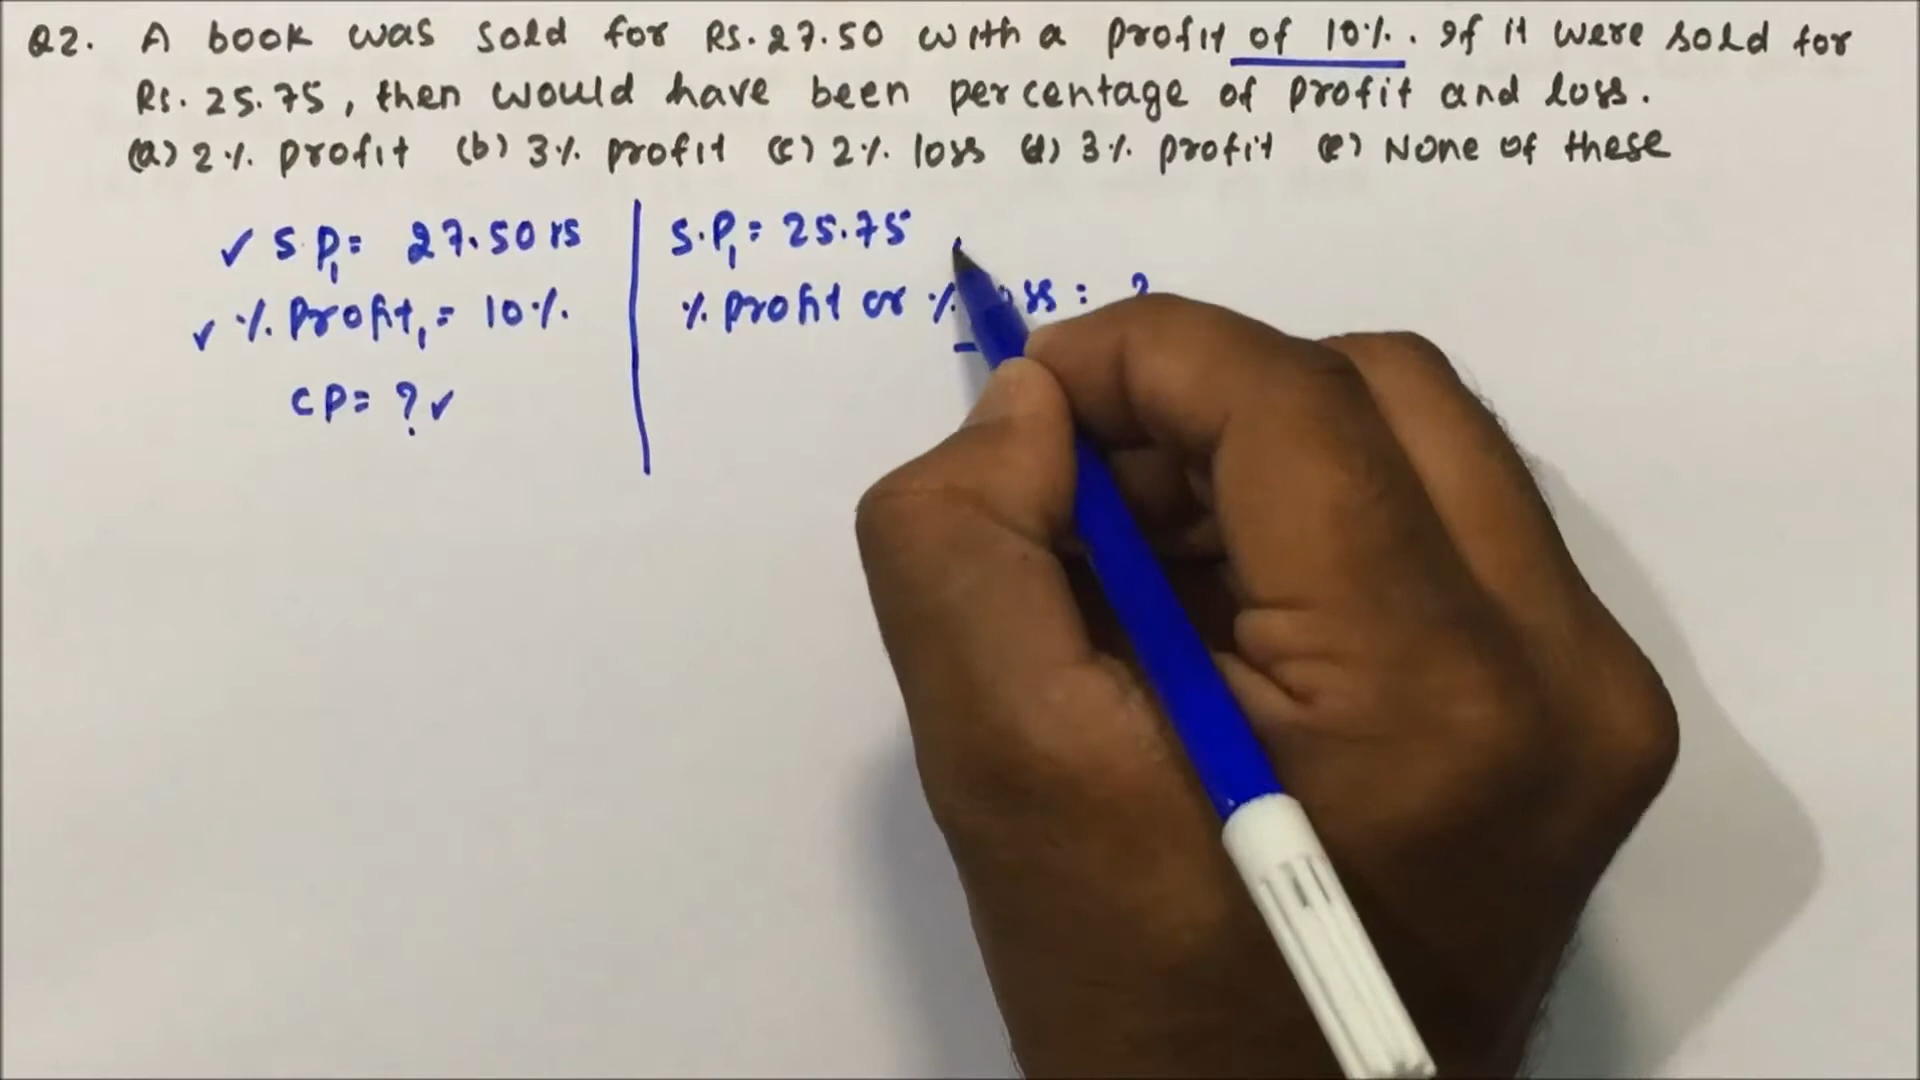 Q2. A book was sold for Rs. 27.50 with a profit of 10%. If it were sold for
Rs. 25.75, then would have been percentage of profit and loss.
(a) 2% profit (b) 3% profit (c) 2% loss (d) 3% profit (e) None of these
✓ S.P₁ = 27.50 rs
✓ % Profit₁ = 10%.
CP = ? ✓
S.P₁ = 25.75
% profit or % :  ?